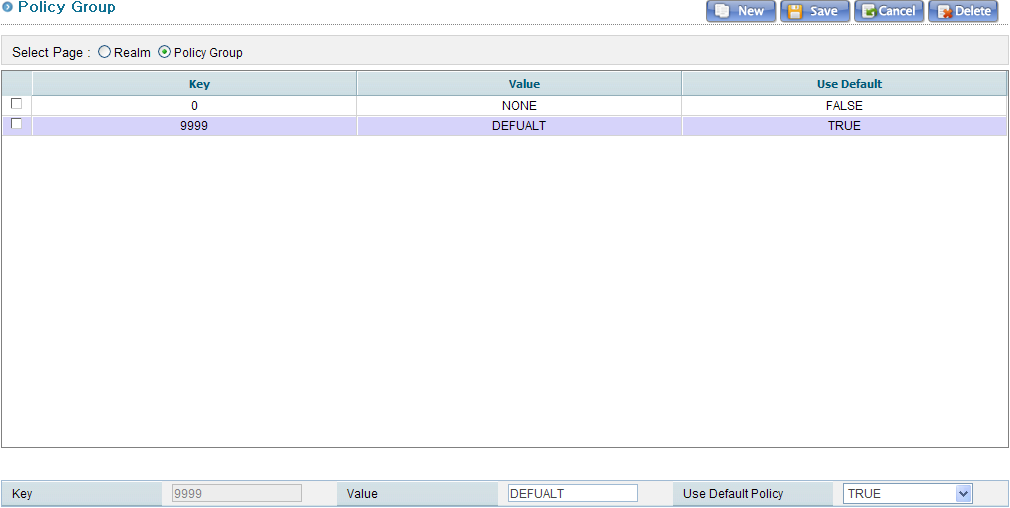 Policy Group
New Save Cancel Delete
Select Page : Realm Policy Group
Key Value Use Default
0 NONE FALSE
9999 DEFUALT TRUE
Key 9999 Value DEFUALT Use Default Policy TRUE